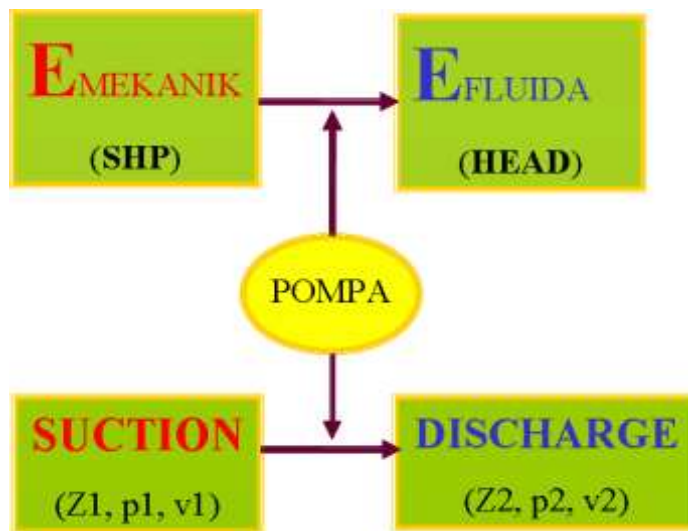 EMEKANIK
(SHP)
EFLUIDA
(HEAD)
POMPA
SUCTION
(Z1, p1, v1)
DISCHARGE
(Z2, p2, v2)